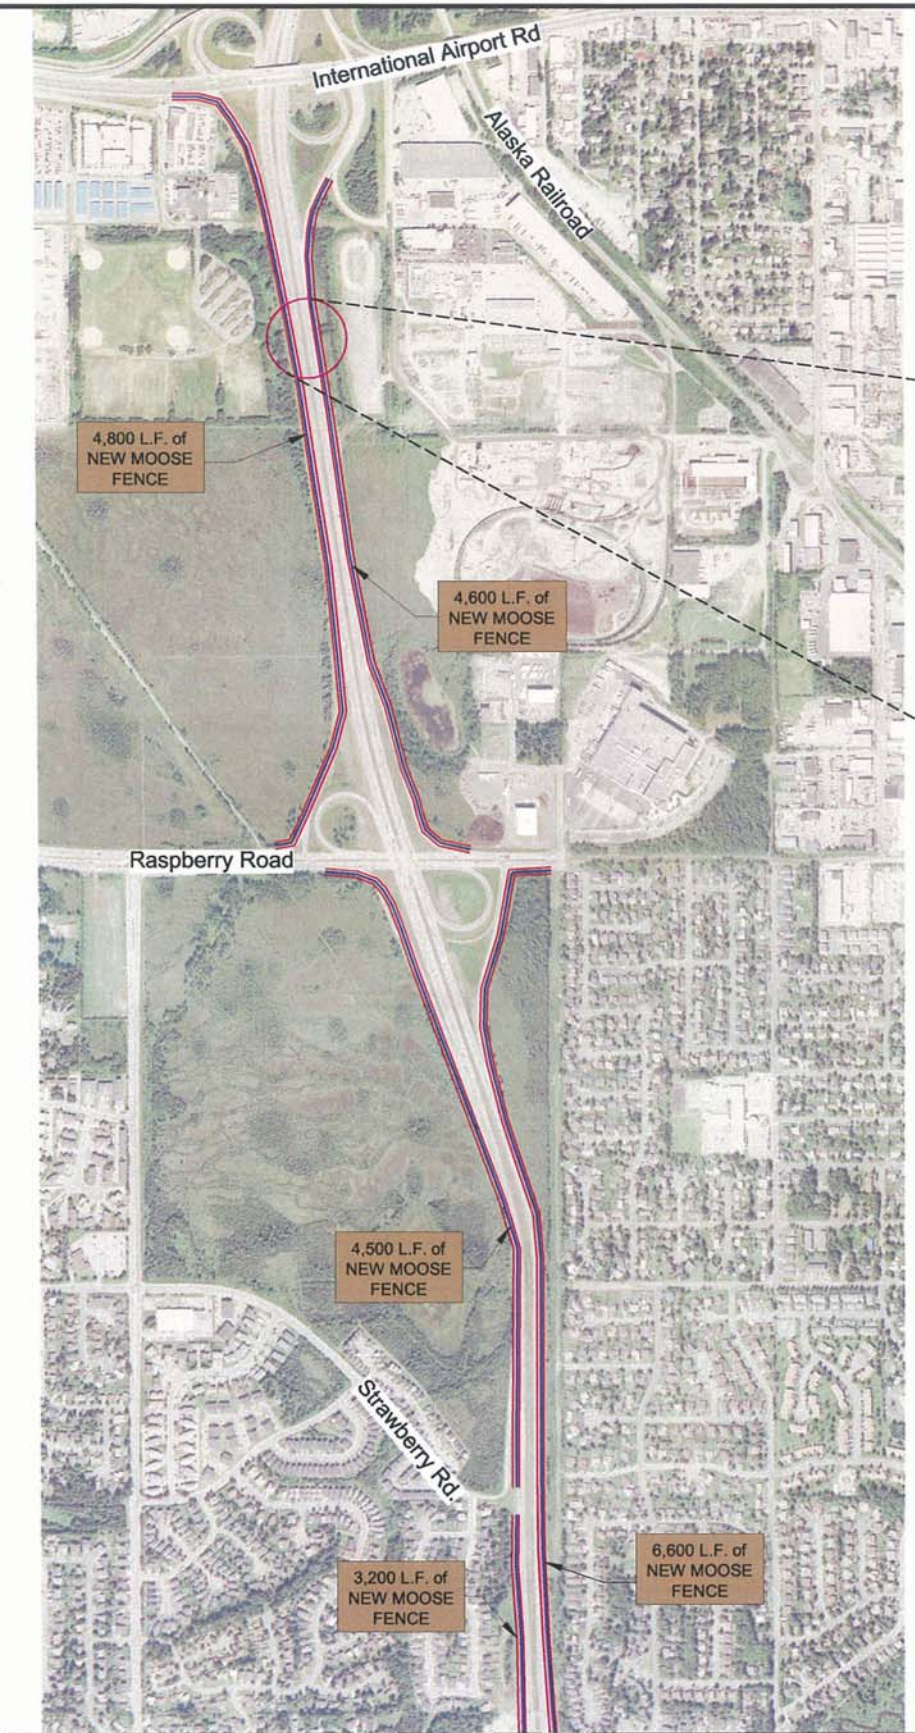 International Airport Rd
Alaska Railroad
4,800 L.F. of
NEW MOOSE
FENCE
4,600 L.F. of
NEW MOOSE
FENCE
Raspberry Road
4,500 L.F. of
NEW MOOSE
FENCE
Strawberry Rd.
3,200 L.F. of
NEW MOOSE
FENCE
6,600 L.F. of
NEW MOOSE
FENCE